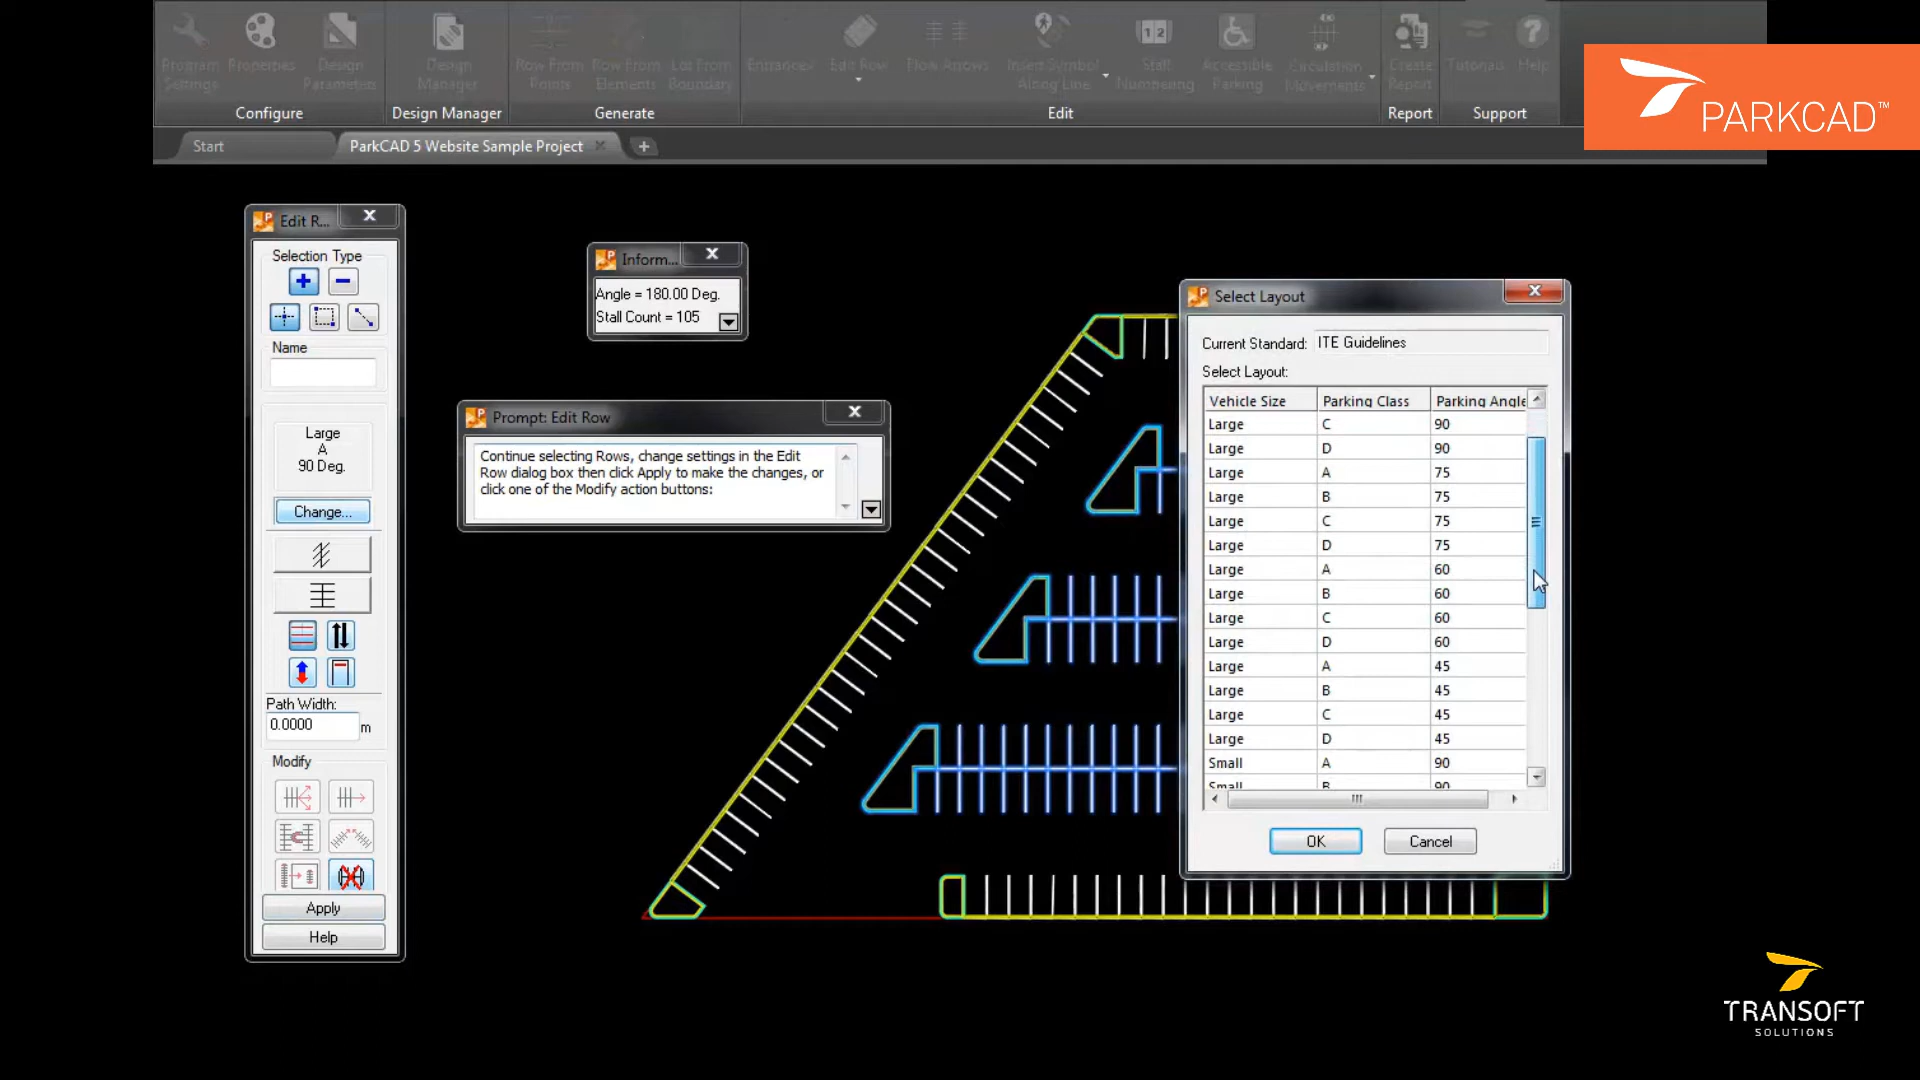 Program
Settings
Properties
Design
Parameters
Configure
Design
Manager
Design Manager
Row From
Points
Row From
Elements
Lot From
Boundary
Generate
Entrances
Edit Row
Flow Arrows
Insert Symbol
Along Line
1 2
Stall
Numbering
Accessible
Parking
Circulation
Movements
Edit
Create
Report
Report
Tutorials
Help
Support
PARKCAD™
Start
ParkCAD 5 Website Sample Project
Edit R...
Selection Type
Name
Large
A
90 Deg.
Change...
Path Width:
0.0000 m
Modify
Apply
Help
Inform...
Angle = 180.00 Deg.
Stall Count = 105
Prompt: Edit Row
Continue selecting Rows, change settings in the Edit
Row dialog box then click Apply to make the changes, or
click one of the Modify action buttons:
Select Layout
Current Standard: ITE Guidelines
Select Layout:
Vehicle Size Parking Class Parking Angle
Large C 90
Large D 90
Large A 75
Large B 75
Large C 75
Large D 75
Large A 60
Large B 60
Large C 60
Large D 60
Large A 45
Large B 45
Large C 45
Large D 45
Small A 90
Small B 90
OK Cancel
TRANSOFT
SOLUTIONS